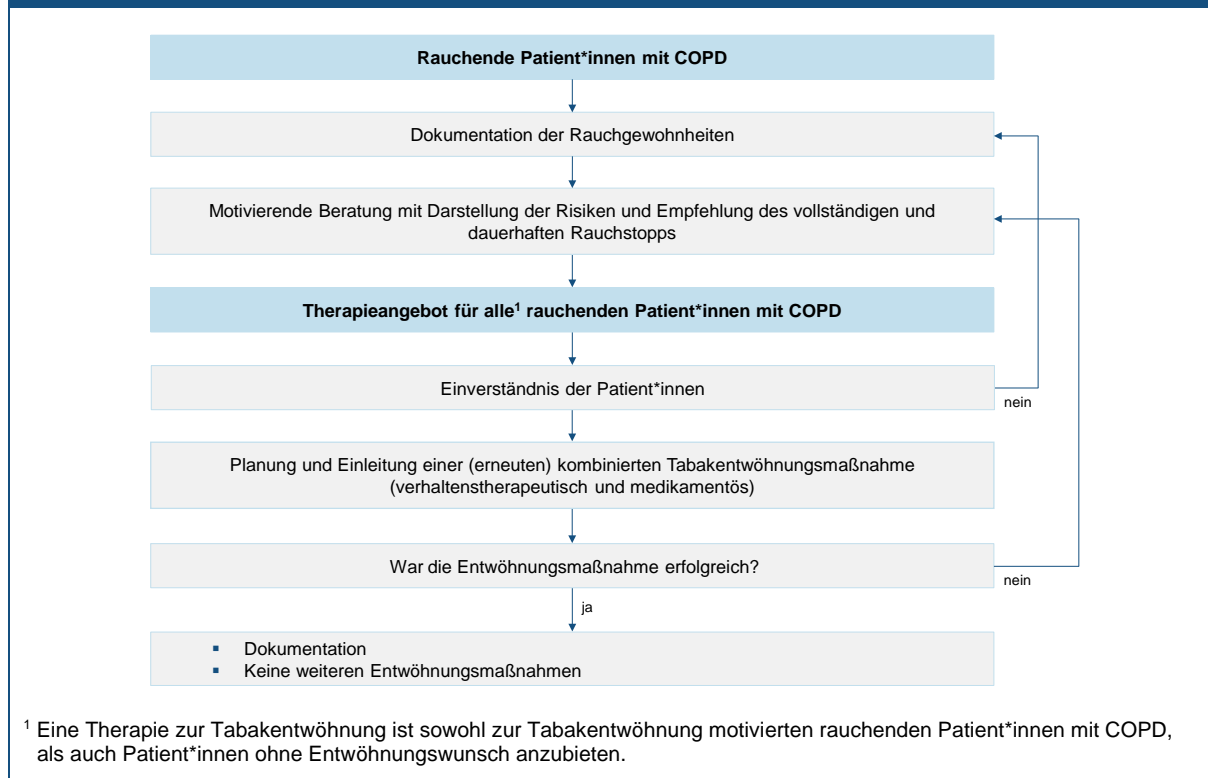 Rauchende Patient*innen mit COPD
Dokumentation der Rauchgewohnheiten
Motivierende Beratung mit Darstellung der Risiken und Empfehlung des vollständigen und
dauerhaften Rauchstopps
Therapieangebot für alle¹ rauchenden Patient*innen mit COPD
Einverständnis der Patient*innen
nein
Planung und Einleitung einer (erneuten) kombinierten Tabakentwöhnungsmaßnahme
(verhaltenstherapeutisch und medikamentös)
War die Entwöhnungsmaßnahme erfolgreich?
nein
ja
▪ Dokumentation
▪ Keine weiteren Entwöhnungsmaßnahmen
¹ Eine Therapie zur Tabakentwöhnung ist sowohl zur Tabakentwöhnung motivierten rauchenden Patient*innen mit COPD,
als auch Patient*innen ohne Entwöhnungswunsch anzubieten.